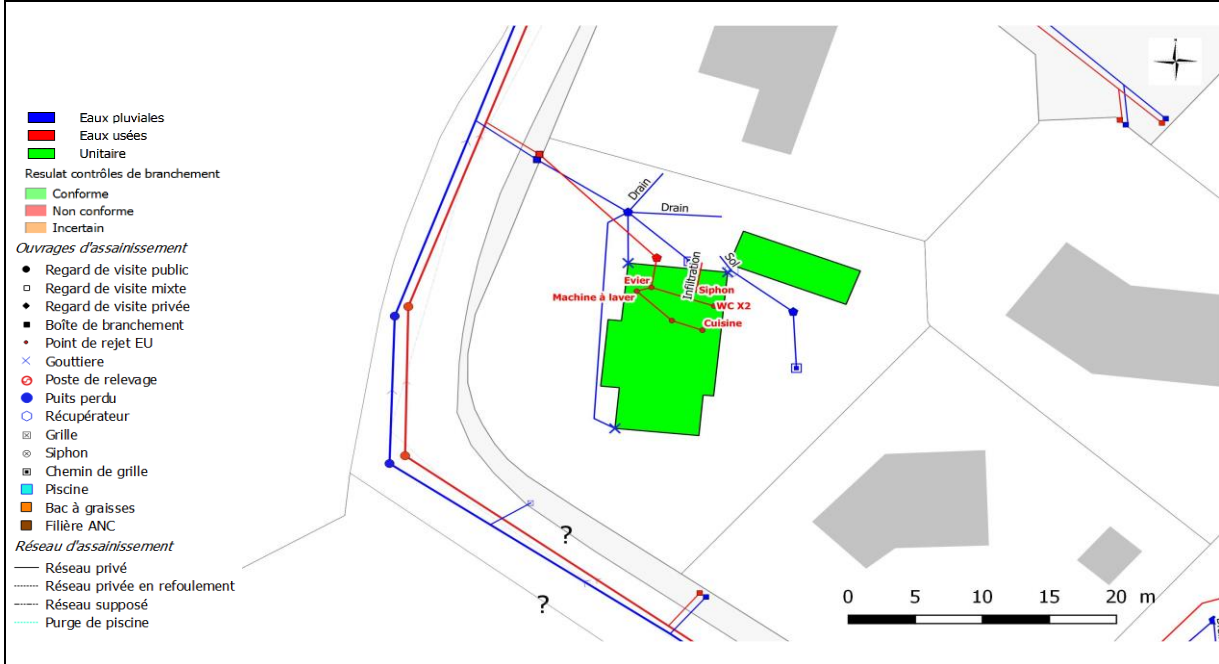 Eaux pluviales
Eaux usées
Unitaire
Resulat contrôles de branchement
Conforme
Non conforme
Incertain
Ouvrages d'assainissement
Regard de visite public
Regard de visite mixte
Regard de visite privée
Boîte de branchement
Point de rejet EU
Gouttiere
Poste de relevage
Puits perdu
Récupérateur
Grille
Siphon
Chemin de grille
Piscine
Bac à graisses
Filière ANC
Réseau d'assainissement
Réseau privé
Réseau privée en refoulement
Réseau supposé
Purge de piscine
Drain
Drain
Sol
Infiltration
Evier
Siphon
Machine à laver
WC X2
Cuisine
?
?
0 5 10 15 20 m